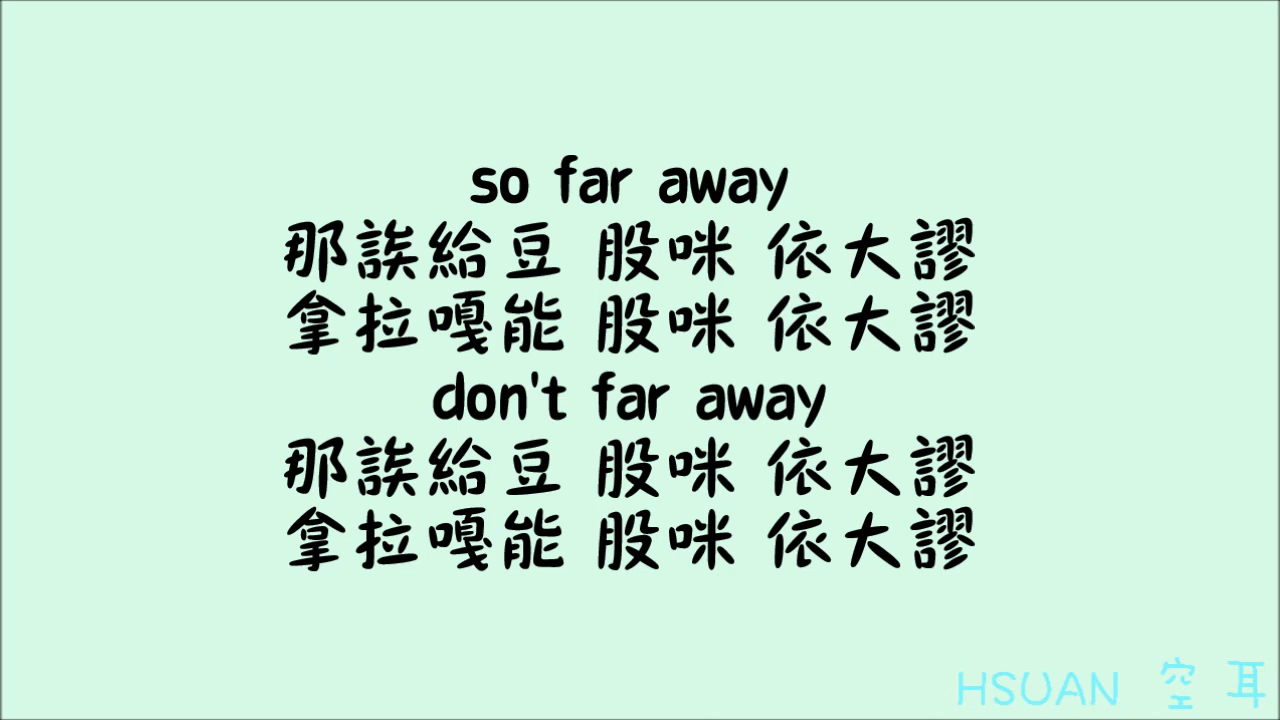 so far away
那誒給豆 股咪 依大謬
拿拉嘎能 股咪 依大謬
don't far away
那誒給豆 股咪 依大謬
拿拉嘎能 股咪 依大謬
HSUAN 空耳